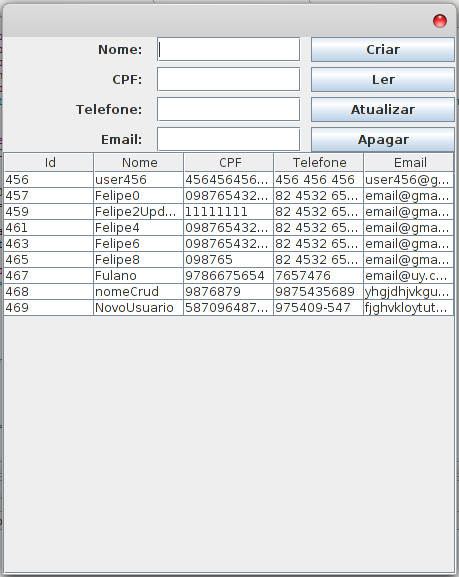 Nome: Criar
CPF: Ler
Telefone: Atualizar
Email: Apagar
Id Nome CPF Telefone Email
456 user456 456456456... 456 456 456 user456@g...
457 Felipe0 098765432... 82 4532 65... email@gma...
459 Felipe2Upd... 11111111 82 4532 65... email@gma...
461 Felipe4 098765432... 82 4532 65... email@gma...
463 Felipe6 098765432... 82 4532 65... email@gma...
465 Felipe8 098765 82 4532 65... email@gma...
467 Fulano 9786675654 7657476 email@uy.c...
468 nomeCrud 9876879 9875435689 yhgjdhjvkgu...
469 NovoUsuario 587096487... 975409-547 fjghvkloytut...